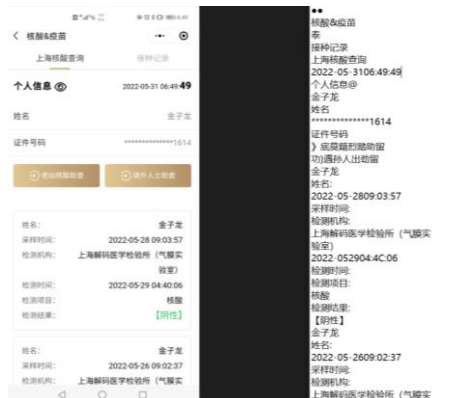 核酸&疫苗
上海核酸查询
接种记录
个人信息
2022-05-31 06:49:49
姓名
金子龙
证件号码
**************1614
老幼核酸助查
境外人士助查
姓名:
金子龙
采样时间:
2022-05-28 09:03:57
检测机构:
上海解码医学检验所（气膜实
验室）
检测时间:
2022-05-29 04:40:06
检测项目:
核酸
检测结果:
【阴性】
姓名:
金子龙
采样时间:
2022-05-26 09:02:37
检测机构:
上海解码医学检验所（气膜实
●●
核酸&疫苗
泰
接种记录
上海核酸查询
2022-05-3106:49:49
个人信息@
金子龙
姓名
**************1614
证件号码
金子龙
姓名:
2022-05-2809:03:57
采样时间:
检测机构:
上海解码医学检验所（气膜实
验室）
2022-052904:4C:06
检测时间:
检测项目:
核酸
检测结果:
【阴性】
金子龙
姓名:
2022-05-2609:02:37
采样时间:
检测机构:
上海解码医学检验所（气膜实